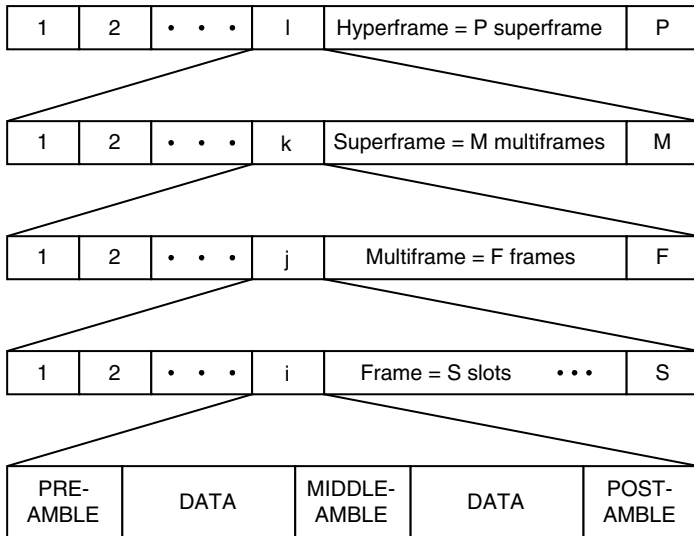 1 2 • • • l Hyperframe = P superframe P
1 2 • • • k Superframe = M multiframes M
1 2 • • • j Multiframe = F frames F
1 2 • • • i Frame = S slots • • • S
PRE-
AMBLE
DATA
MIDDLE-
AMBLE
DATA
POST-
AMBLE